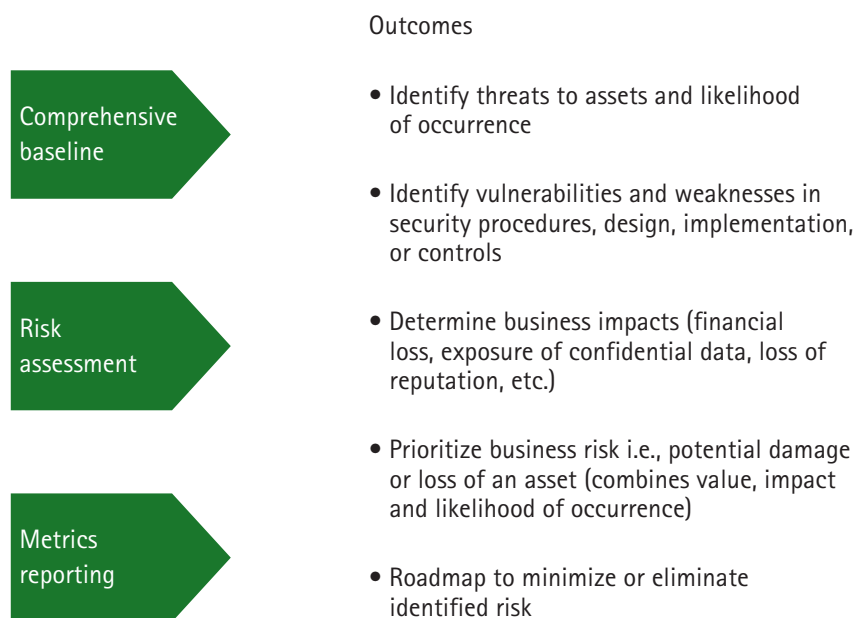 Outcomes
Comprehensive
baseline
• Identify threats to assets and likelihood
of occurrence
• Identify vulnerabilities and weaknesses in
security procedures, design, implementation,
or controls
Risk
assessment
• Determine business impacts (financial
loss, exposure of confidential data, loss of
reputation, etc.)
• Prioritize business risk i.e., potential damage
or loss of an asset (combines value, impact
and likelihood of occurrence)
Metrics
reporting
• Roadmap to minimize or eliminate
identified risk